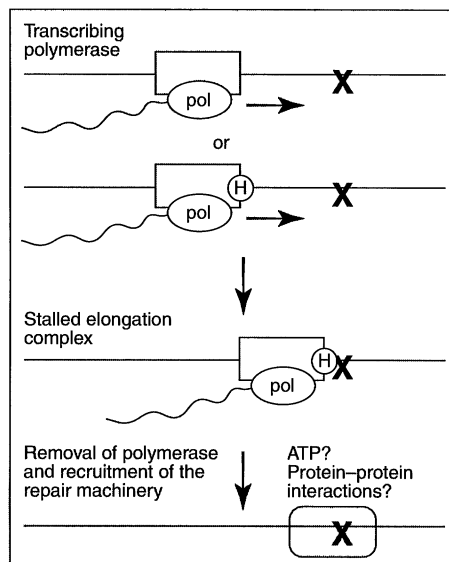 Transcribing
polymerase
pol
X
or
H
pol
X
Stalled elongation
complex
H
X
pol
Removal of polymerase
and recruitment of the
repair machinery
ATP?
Protein–protein
interactions?
X